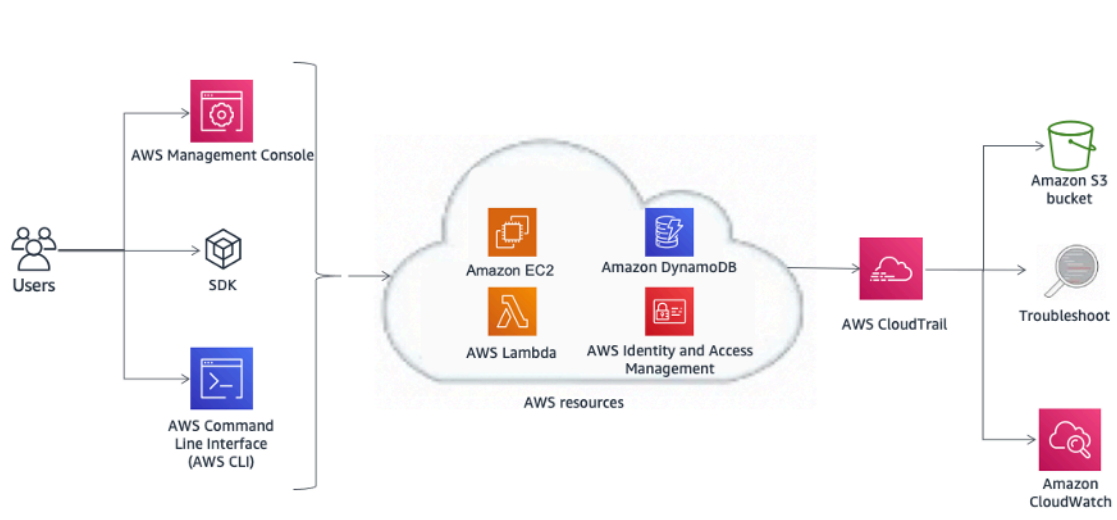 AWS Management Console
Users
SDK
AWS Command
Line Interface
(AWS CLI)
Amazon EC2
Amazon DynamoDB
AWS Lambda
AWS Identity and Access
Management
AWS resources
AWS CloudTrail
Amazon S3
bucket
Troubleshoot
Amazon
CloudWatch